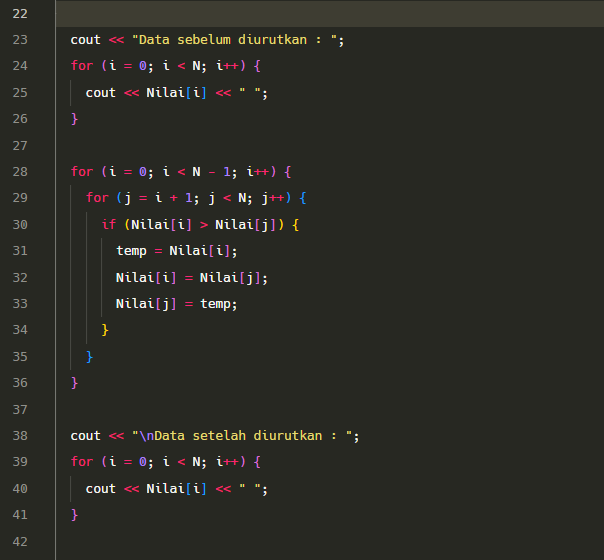 22
23 cout << "Data sebelum diurutkan : ";
24 for (i = 0; i < N; i++) {
25   cout << Nilai[i] << " ";
26 }
27
28 for (i = 0; i < N - 1; i++) {
29   for (j = i + 1; j < N; j++) {
30     if (Nilai[i] > Nilai[j]) {
31       temp = Nilai[i];
32       Nilai[i] = Nilai[j];
33       Nilai[j] = temp;
34     }
35   }
36 }
37
38 cout << "\nData setelah diurutkan : ";
39 for (i = 0; i < N; i++) {
40   cout << Nilai[i] << " ";
41 }
42